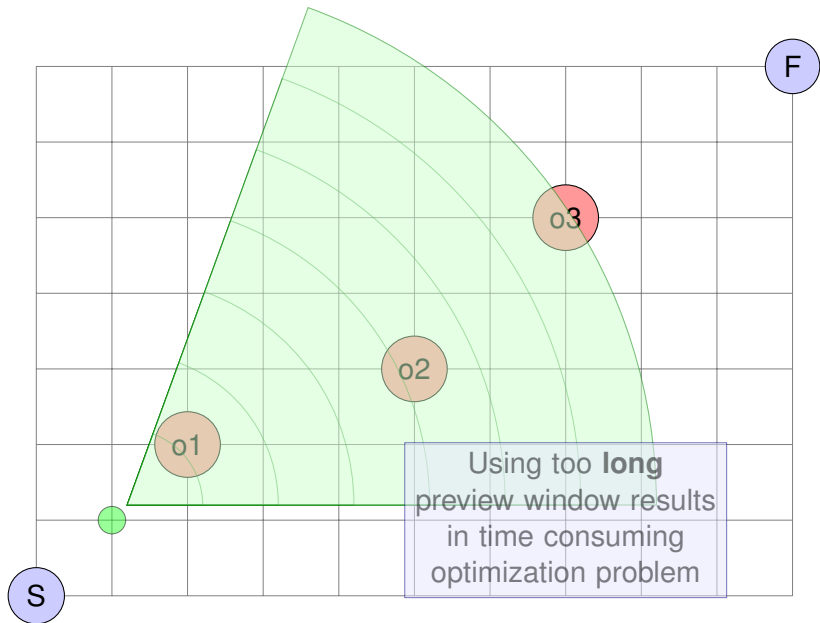 F
o3
o2
o1
Using too long
preview window results
in time consuming
optimization problem
S